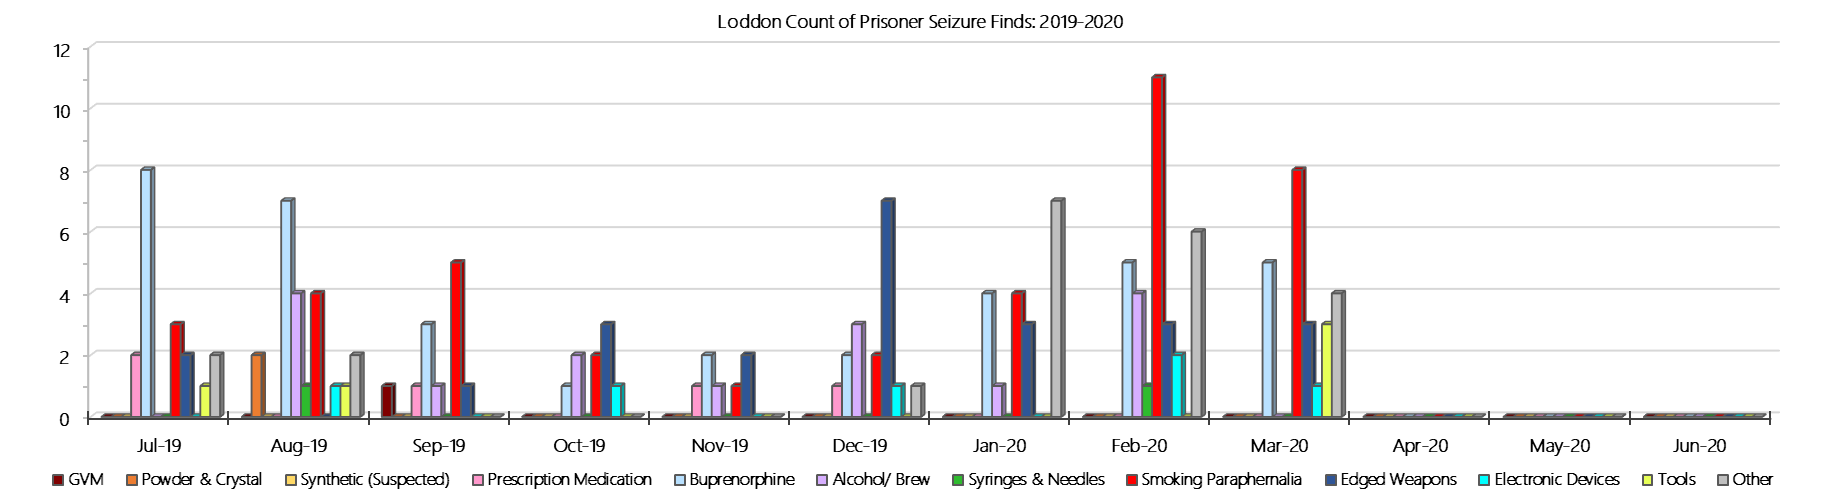 Loddon Count of Prisoner Seizure Finds: 2019-2020
12
10
8
6
4
2
0
Jul-19 Aug-19 Sep-19 Oct-19 Nov-19 Dec-19 Jan-20 Feb-20 Mar-20 Apr-20 May-20 Jun-20
GVM Powder & Crystal Synthetic (Suspected) Prescription Medication Buprenorphine Alcohol/ Brew Syringes & Needles Smoking Paraphernalia Edged Weapons Electronic Devices Tools Other